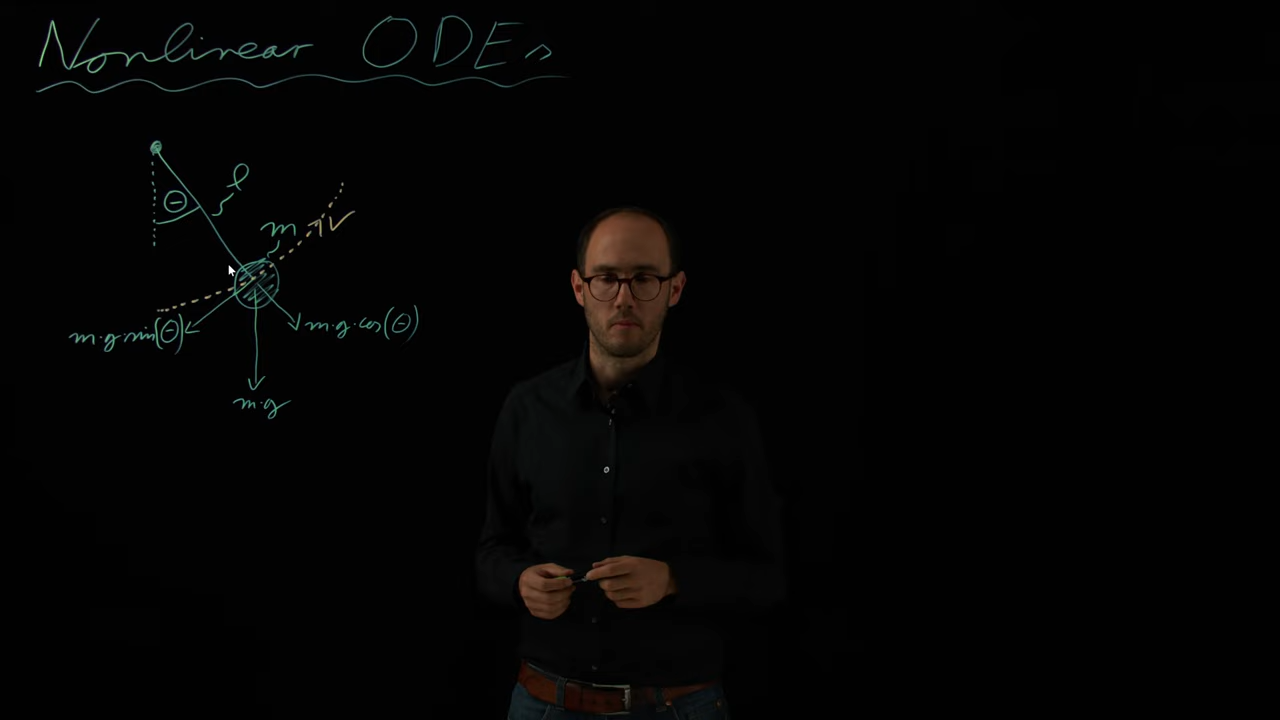 Nonlinear ODEs
Θ
l
m
v
m·g·sin(Θ)
m·g·cos(Θ)
m·g